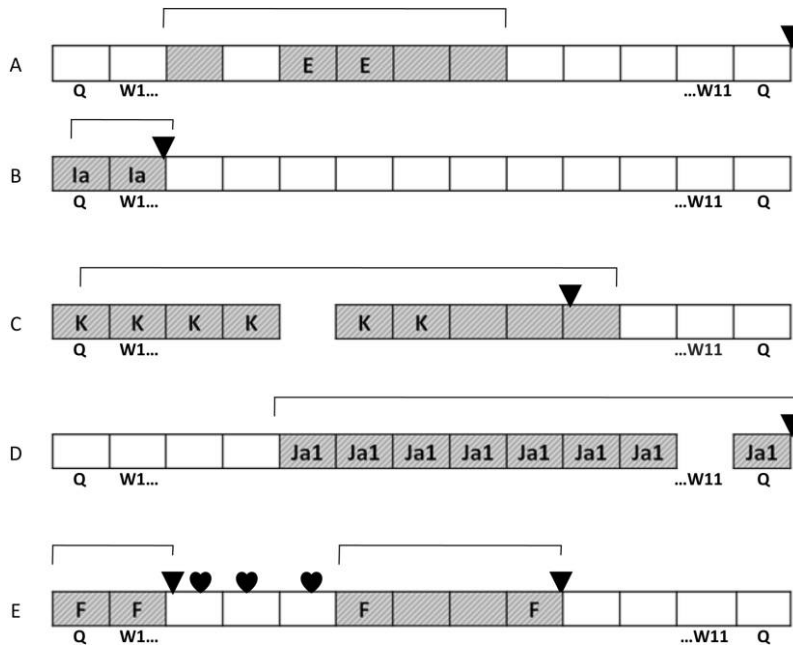 A E E
Q W1... ...W11 Q
B Ia Ia
Q W1... ...W11 Q
C K K K K K K
Q W1... ...W11 Q
D Ja1 Ja1 Ja1 Ja1 Ja1 Ja1 Ja1 Ja1
Q W1... ...W11 Q
E F F F F
Q W1... ...W11 Q